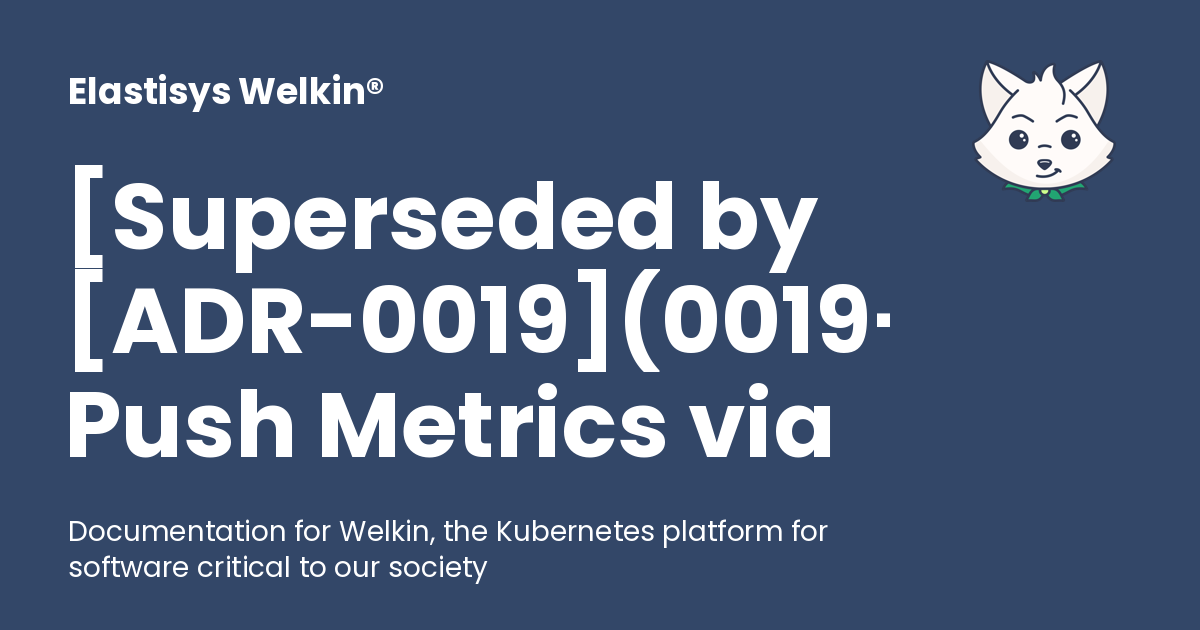 Elastisys Welkin®
[Superseded by
[ADR-0019](0019-
Push Metrics via
Documentation for Welkin, the Kubernetes platform for
software critical to our society